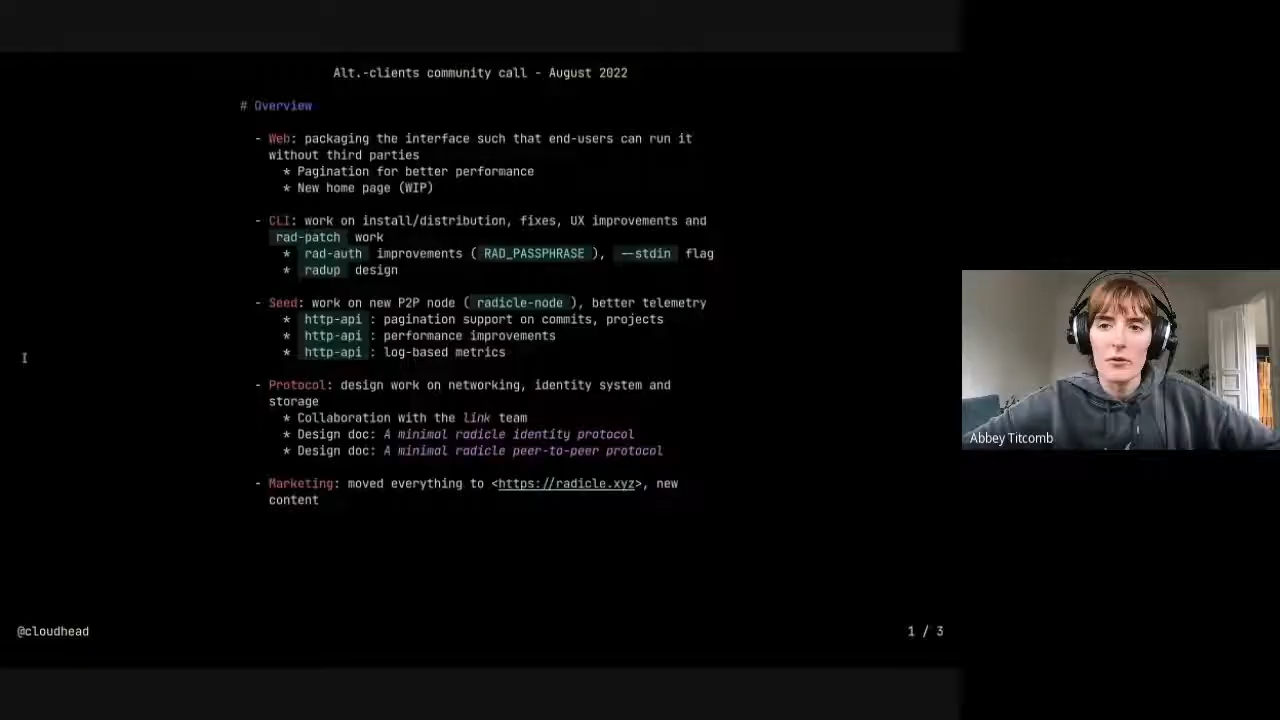 Alt.-clients community call - August 2022
# Overview
- Web: packaging the interface such that end-users can run it
without third parties
* Pagination for better performance
* New home page (WIP)
- CLI: work on install/distribution, fixes, UX improvements and
rad-patch work
* rad-auth improvements ( RAD_PASSPHRASE ), --stdin flag
* radup design
- Seed: work on new P2P node ( radicle-node ), better telemetry
* http-api : pagination support on commits, projects
* http-api : performance improvements
* http-api : log-based metrics
- Protocol: design work on networking, identity system and
storage
* Collaboration with the link team
* Design doc: A minimal radicle identity protocol
* Design doc: A minimal radicle peer-to-peer protocol
- Marketing: moved everything to <https://radicle.xyz>, new
content
@cloudhead
1 / 3
Abbey Titcomb